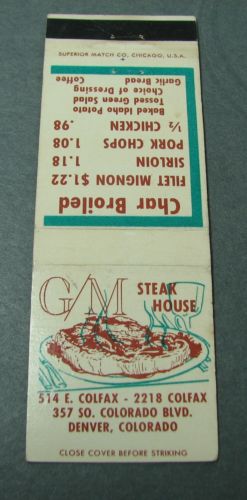 SUPERIOR MATCH CO., CHICAGO, U.S.A.
Char Broiled
FILET MIGNON $1.22
SIRLOIN 1.18
PORK CHOPS 1.08
½ CHICKEN .98
Baked Idaho Potato
Tossed Green Salad
Choice of Dressing
Garlic Bread
Coffee
G/M STEAK
HOUSE
514 E. COLFAX - 2218 COLFAX
357 SO. COLORADO BLVD.
DENVER, COLORADO
CLOSE COVER BEFORE STRIKING